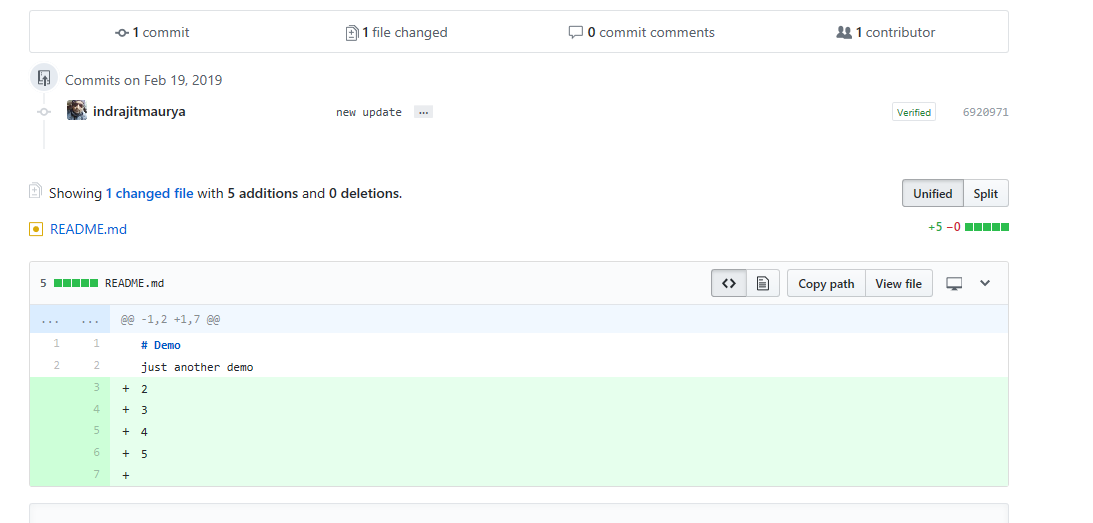 1 commit 1 file changed 0 commit comments 1 contributor
Commits on Feb 19, 2019
indrajitmaurya new update ... Verified 6920971
Showing 1 changed file with 5 additions and 0 deletions. Unified Split
README.md +5 −0
5 README.md <> Copy path View file
... ... @@ -1,2 +1,7 @@
1 1 # Demo
2 2 just another demo
3 + 2
4 + 3
5 + 4
6 + 5
7 +